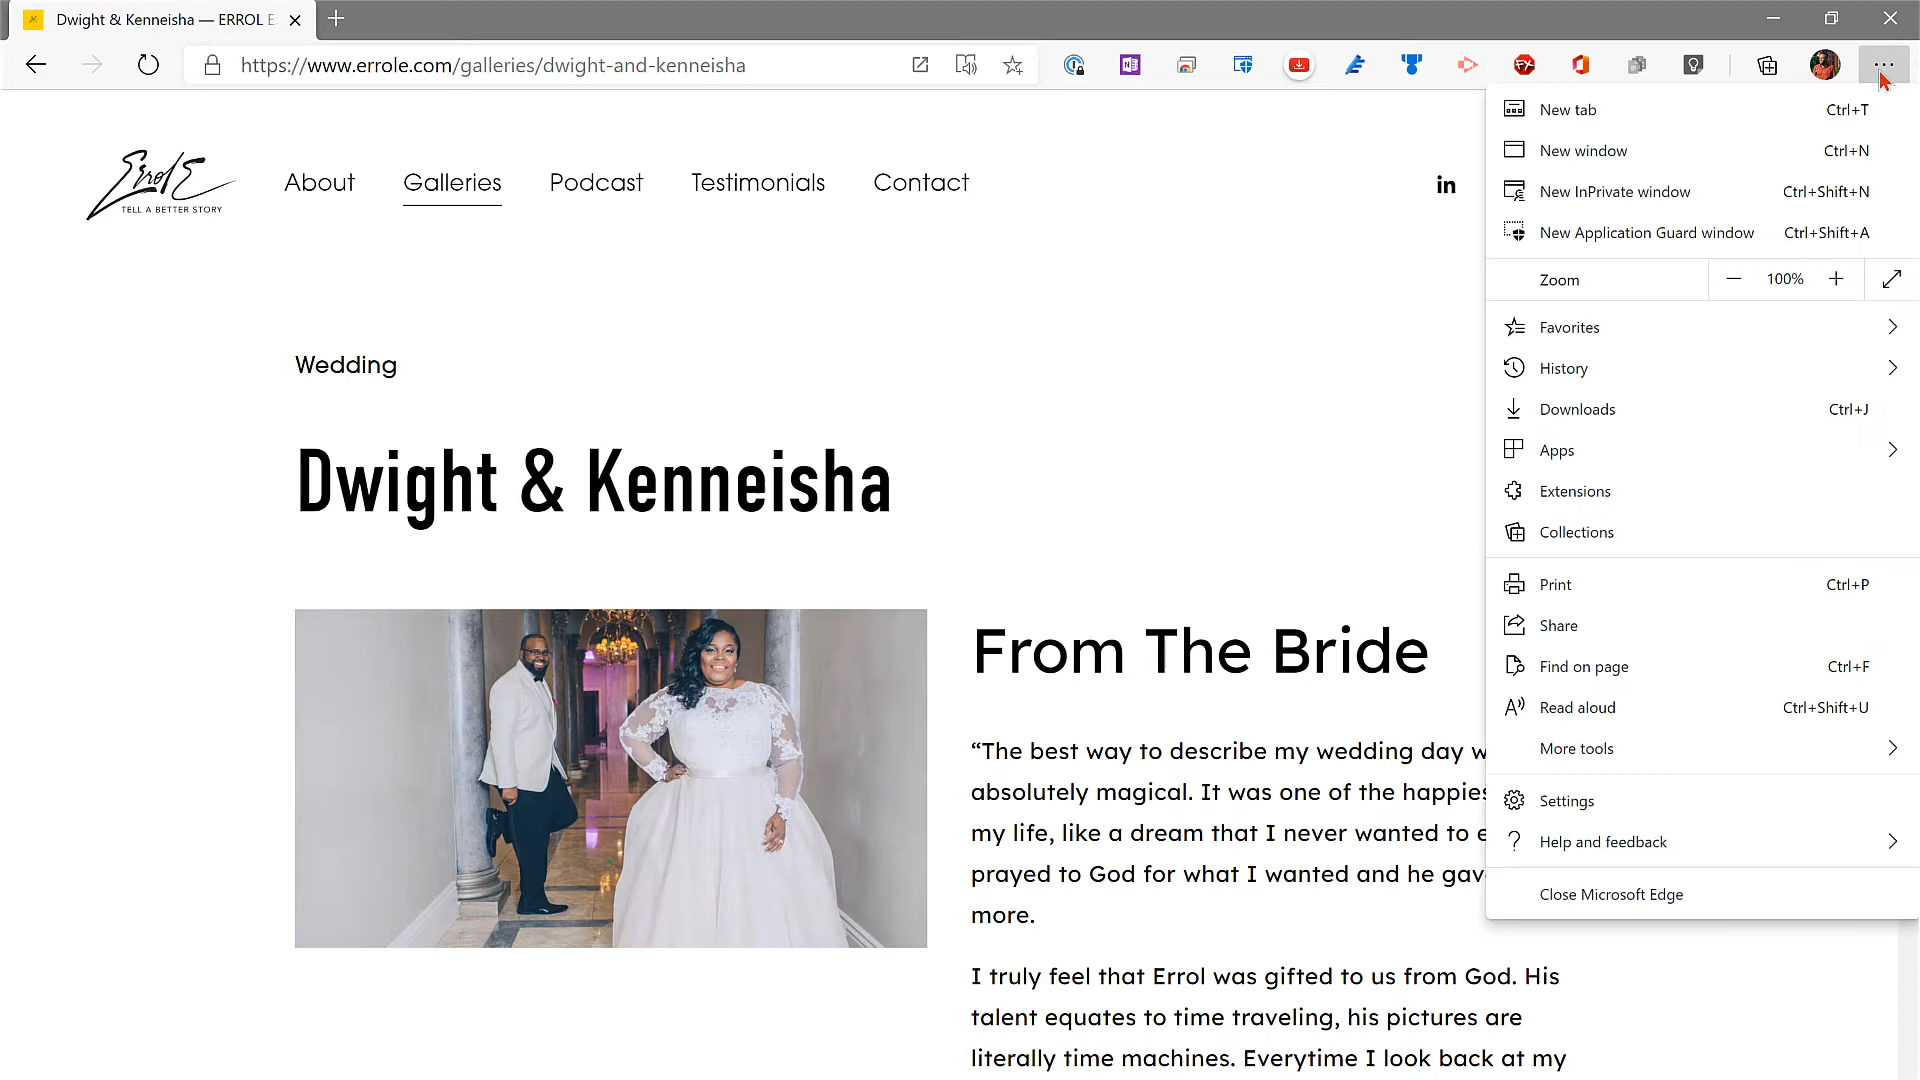 Dwight & Kenneisha — ERROL E
https://www.errole.com/galleries/dwight-and-kenneisha
Errol E
TELL A BETTER STORY
About
Galleries
Podcast
Testimonials
Contact
in
Wedding
Dwight & Kenneisha
From The Bride
“The best way to describe my wedding day w
absolutely magical. It was one of the happies
my life, like a dream that I never wanted to e
prayed to God for what I wanted and he gav
more.
I truly feel that Errol was gifted to us from God. His
talent equates to time traveling, his pictures are
literally time machines. Everytime I look back at my
New tab Ctrl+T
New window Ctrl+N
New InPrivate window Ctrl+Shift+N
New Application Guard window Ctrl+Shift+A
Zoom 100%
Favorites
History
Downloads Ctrl+J
Apps
Extensions
Collections
Print Ctrl+P
Share
Find on page Ctrl+F
Read aloud Ctrl+Shift+U
More tools
Settings
Help and feedback
Close Microsoft Edge